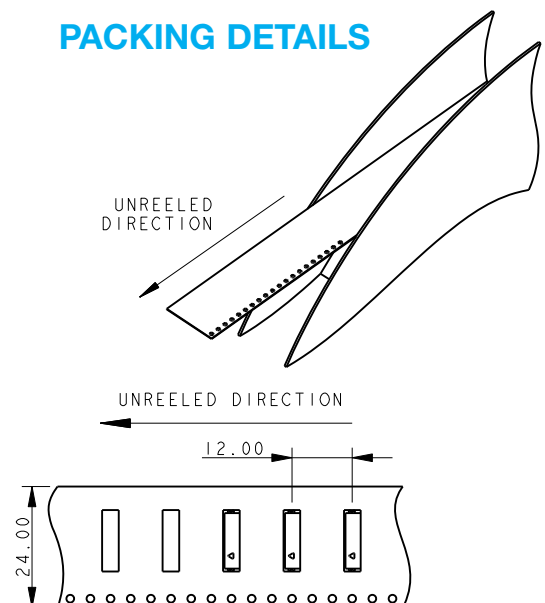 PACKING DETAILS
UNREELED
DIRECTION
UNREELED DIRECTION
12.00
24.00